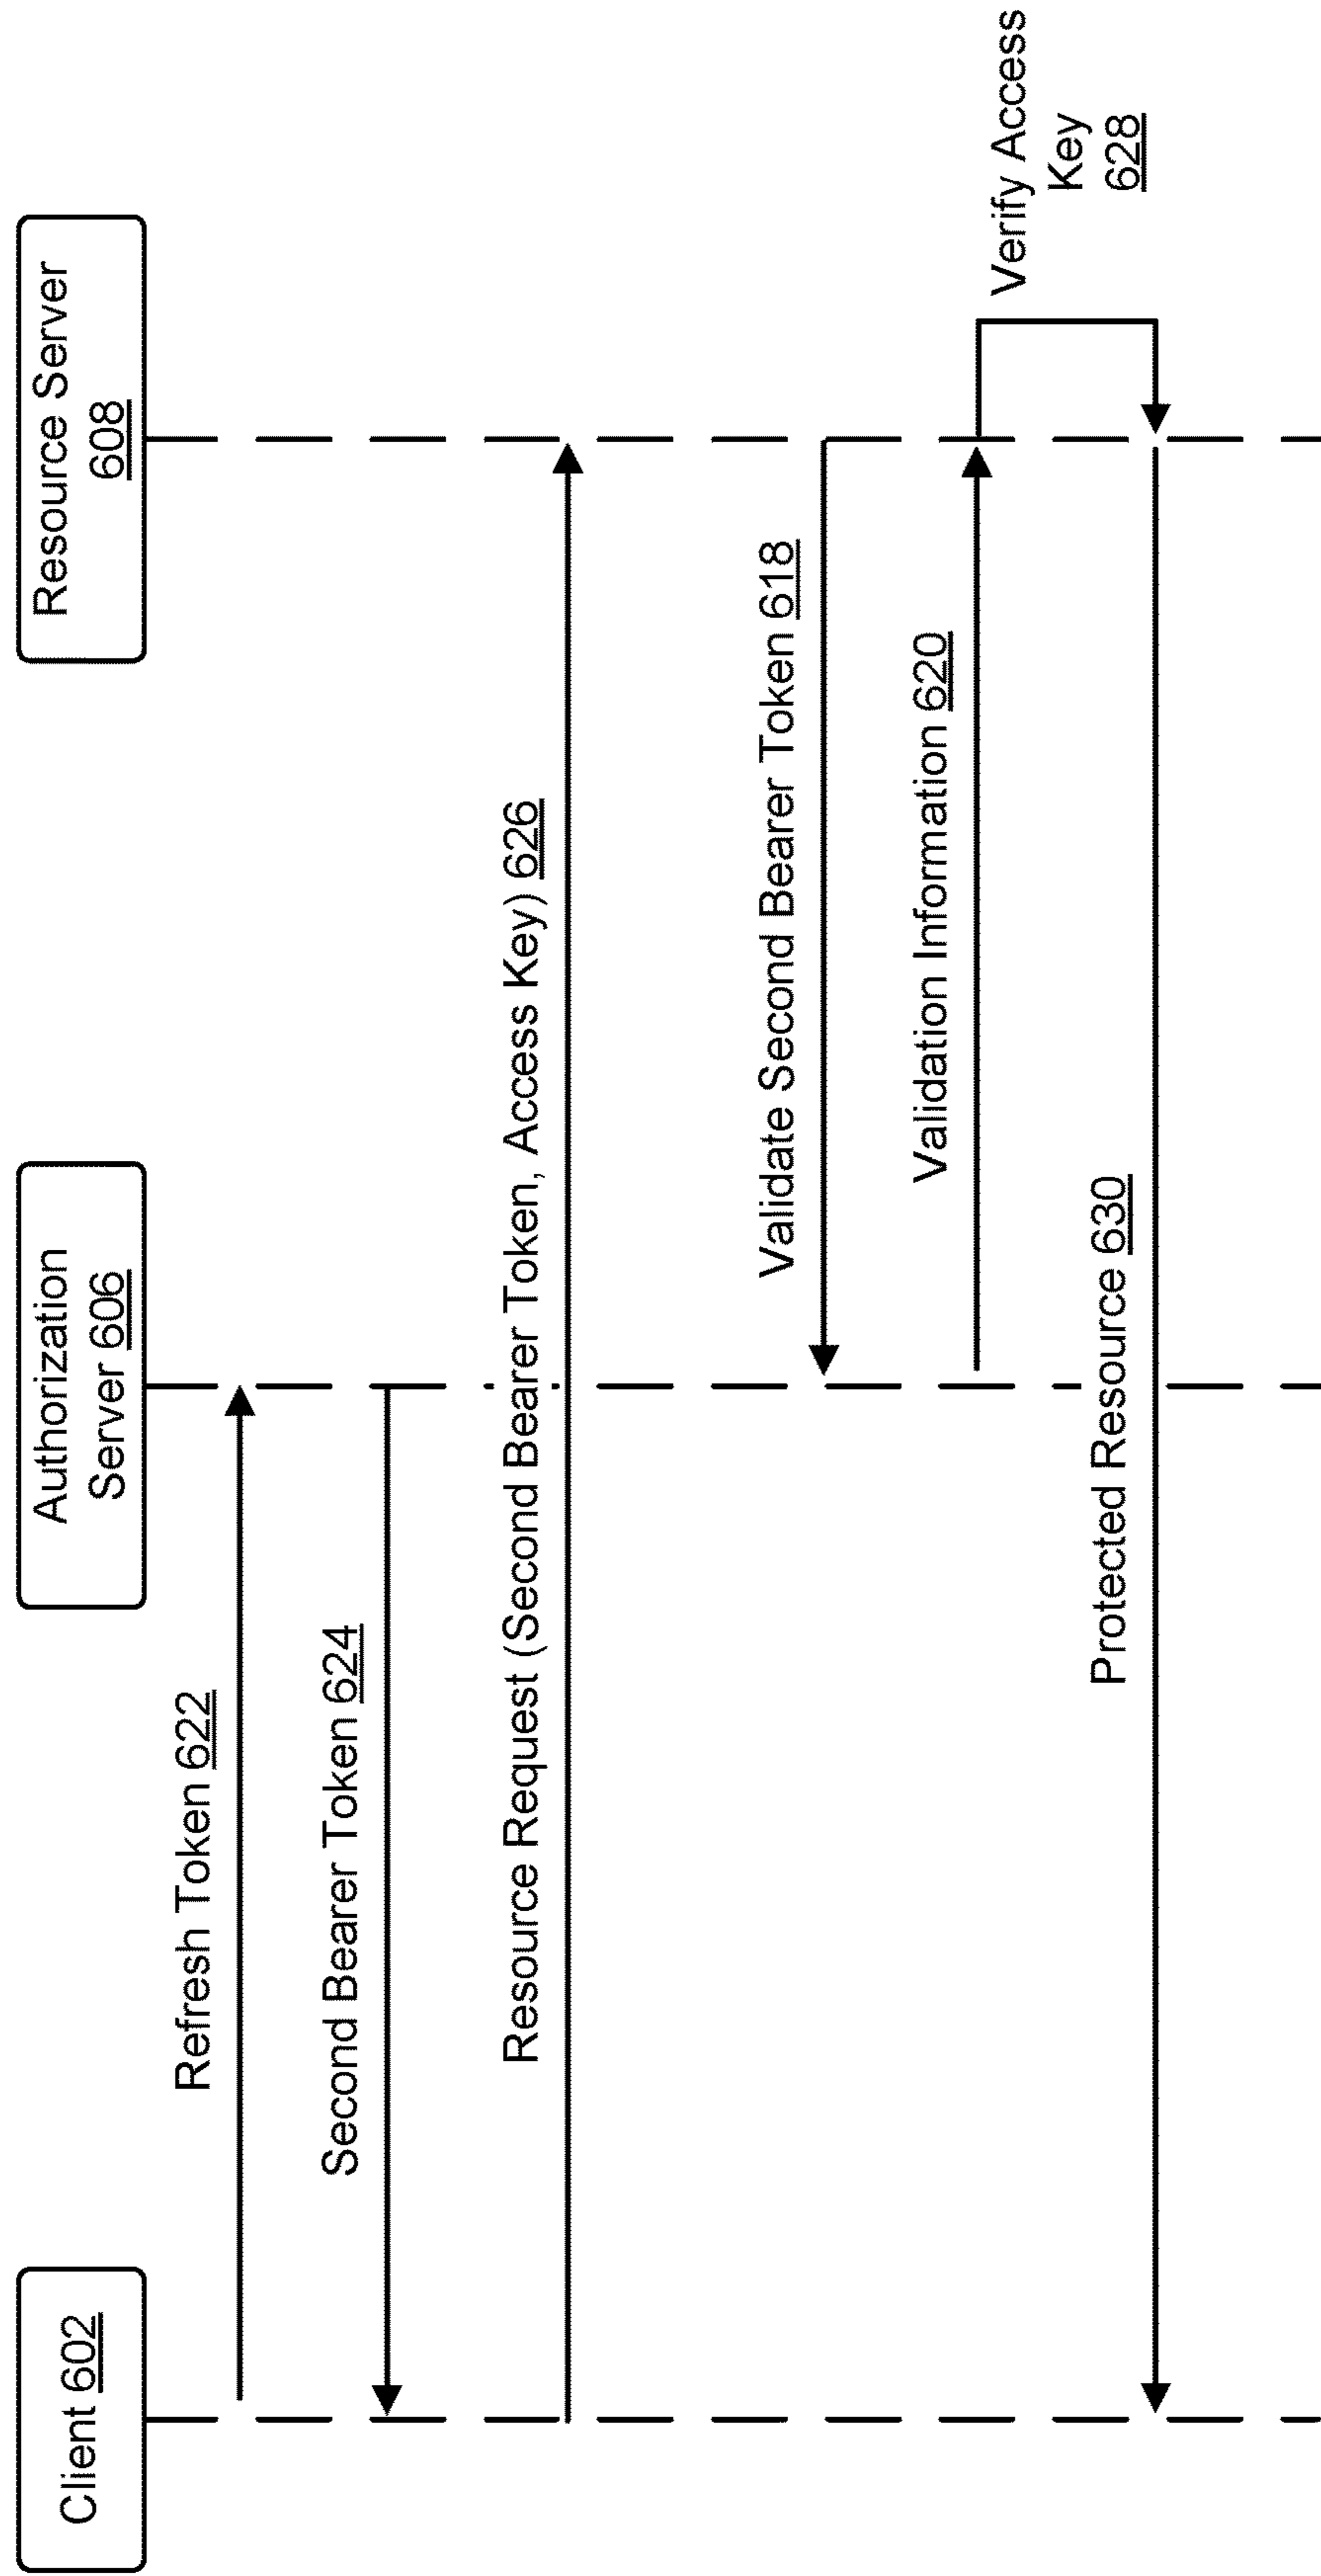 Client 602
Authorization
Server 606
Resource Server
608
Refresh Token 622
Second Bearer Token 624
Resource Request (Second Bearer Token, Access Key) 626
Validate Second Bearer Token 618
Validation Information 620
Verify Access
Key
628
Protected Resource 630